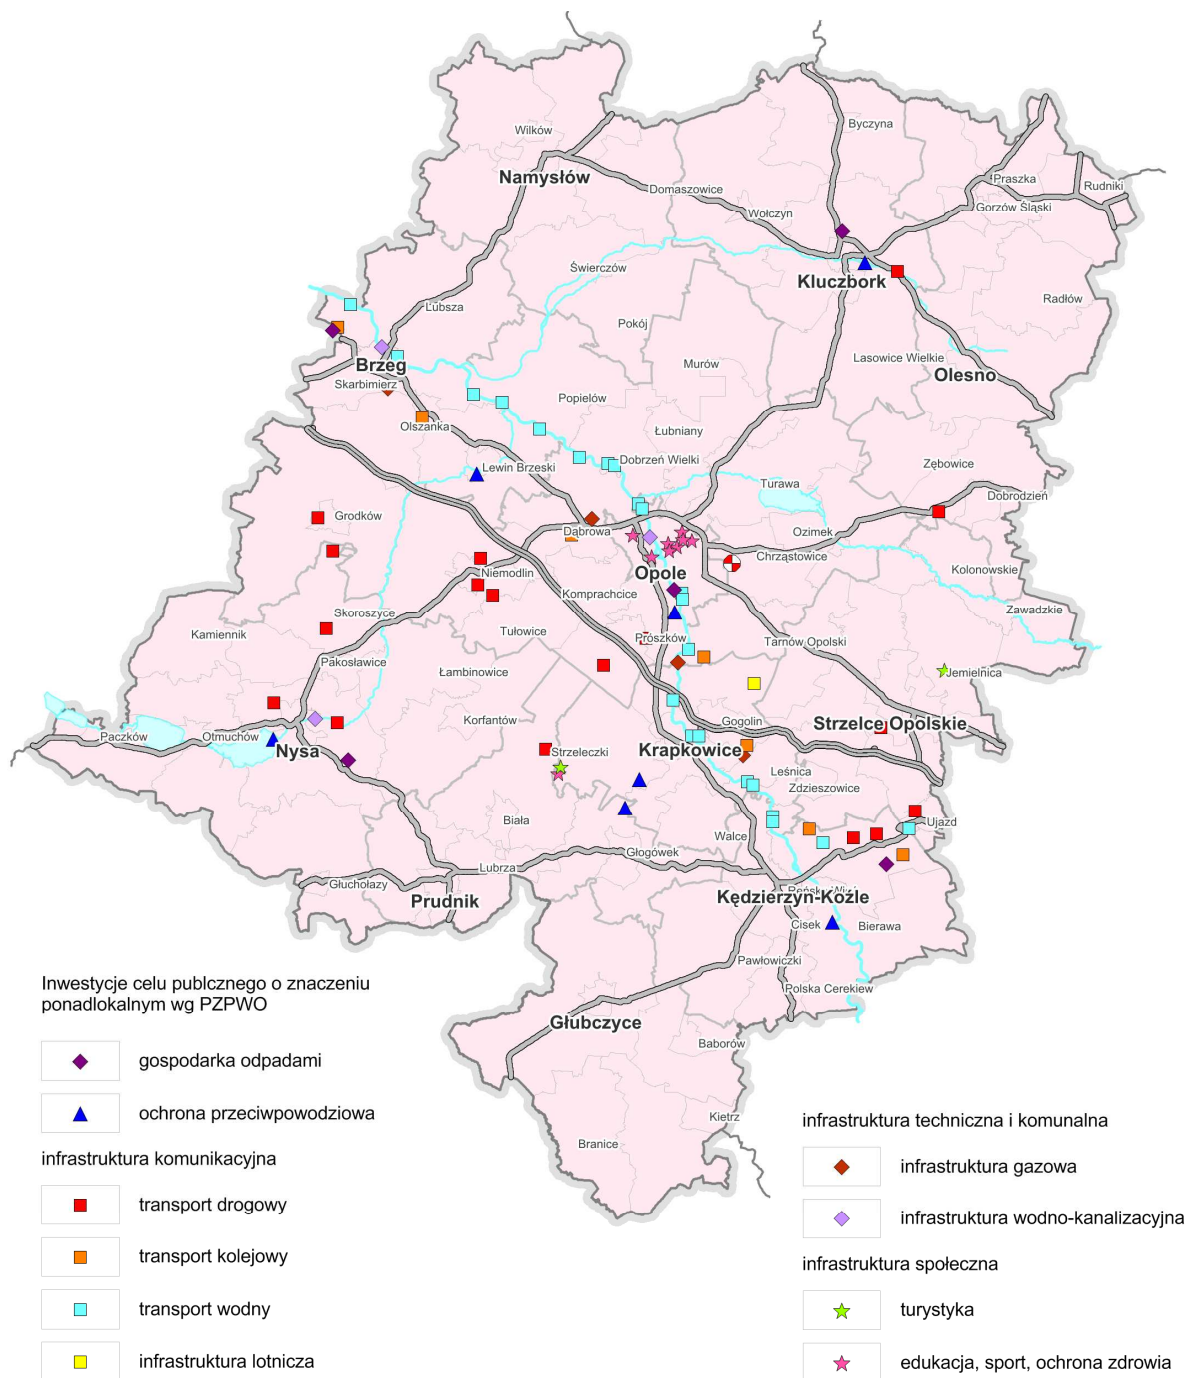 Wilków
Byczyna
Namysłów
Praszka
Rudniki
Domaszowice
Gorzów Śląski
Wołczyn
Świerczów
Kluczbork
Radłów
Lubsza
Pokój
Murów
Lasowice Wielkie
Brzeg
Olesno
Skarbimierz
Popielów
Olszanka
Łubniany
Lewin Brzeski
Dobrzeń Wielki
Zębowice
Turawa
Dobrodzień
Grodków
Dąbrowa
Ozimek
Chrząstowice
Opole
Kolonowskie
Niemodlin
Komprachcice
Skoroszyce
Zawadzkie
Kamiennik
Tułowice
Prószków
Tarnów Opolski
Pakosławice
Łambinowice
Jemielnica
Korfantów
Gogolin
Strzelce Opolskie
Paczków
Otmuchów
Nysa
Strzeleczki
Krapkowice
Leśnica
Zdzieszowice
Biała
Walce
Ujazd
Głogówek
Lubrza
Głuchołazy
Prudnik
Kędzierzyn-Koźle
Cisek
Bierawa
Pawłowiczki
Polska Cerekiew
Głubczyce
Baborów
Kietrz
Branice
Inwestycje celu publcznego o znaczeniu
ponadlokalnym wg PZPWO
gospodarka odpadami
ochrona przeciwpowodziowa
infrastruktura komunikacyjna
transport drogowy
transport kolejowy
transport wodny
infrastruktura lotnicza
infrastruktura techniczna i komunalna
infrastruktura gazowa
infrastruktura wodno-kanalizacyjna
infrastruktura społeczna
turystyka
edukacja, sport, ochrona zdrowia